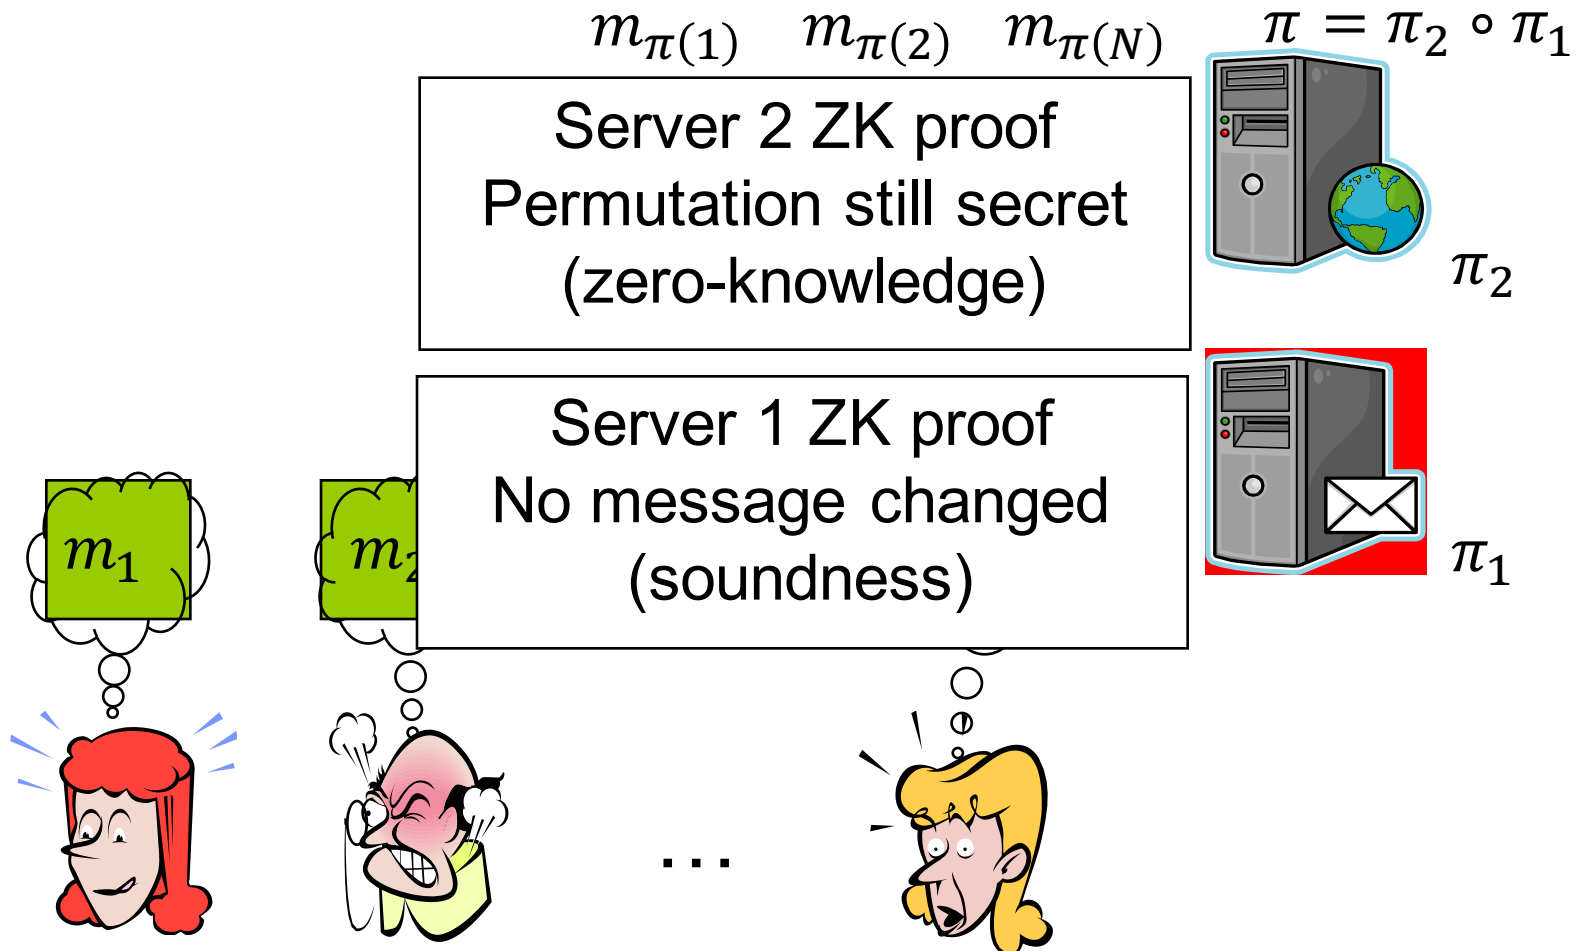 m_{π(1)} m_{π(2)} m_{π(N)} π = π_2 ∘ π_1
Server 2 ZK proof
Permutation still secret
(zero-knowledge)
π_2
Server 1 ZK proof
No message changed
(soundness)
π_1
m_1 m_2
...